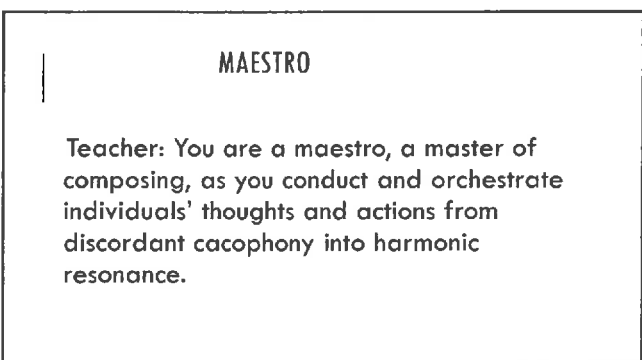 MAESTRO
Teacher: You are a maestro, a master of
composing, as you conduct and orchestrate
individuals' thoughts and actions from
discordant cacophony into harmonic
resonance.